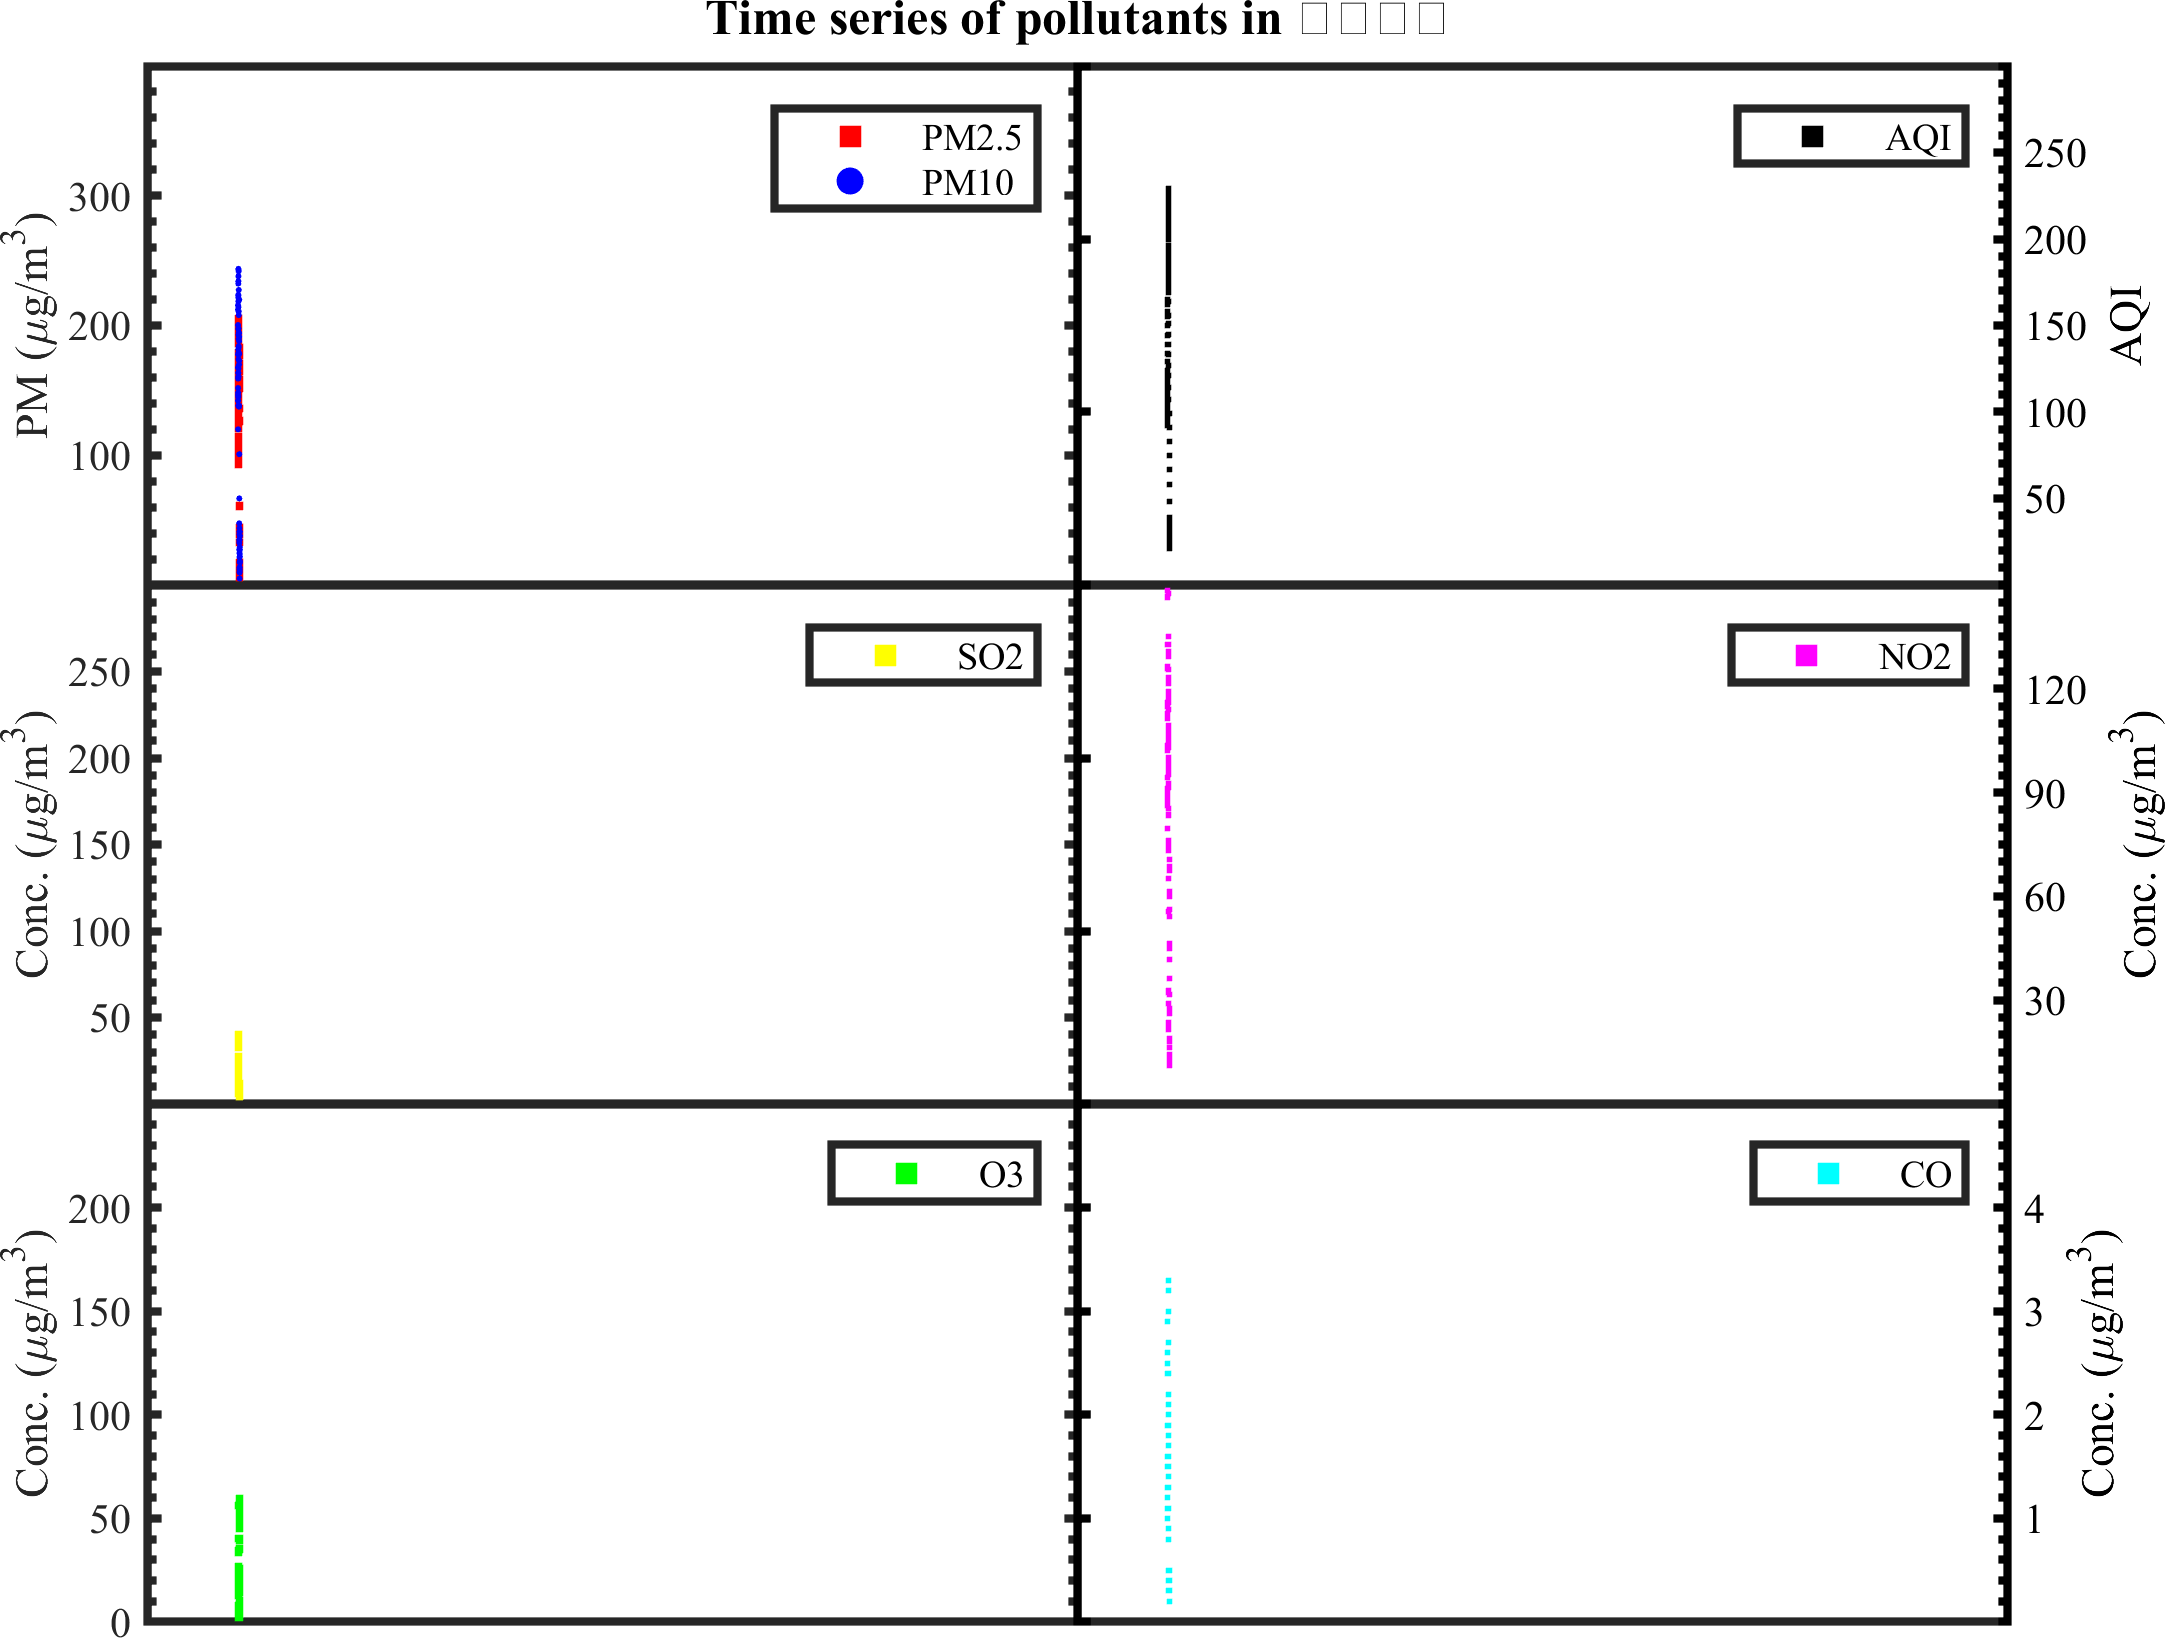 Time series of pollutants in □□□□
PM2.5
PM10
300
200
100
PM (μg/m³)
AQI
250
200
150
100
50
AQI
SO2
250
200
150
100
50
Conc. (μg/m³)
NO2
120
90
60
30
Conc. (μg/m³)
O3
200
150
100
50
0
Conc. (μg/m³)
CO
4
3
2
1
Conc. (μg/m³)